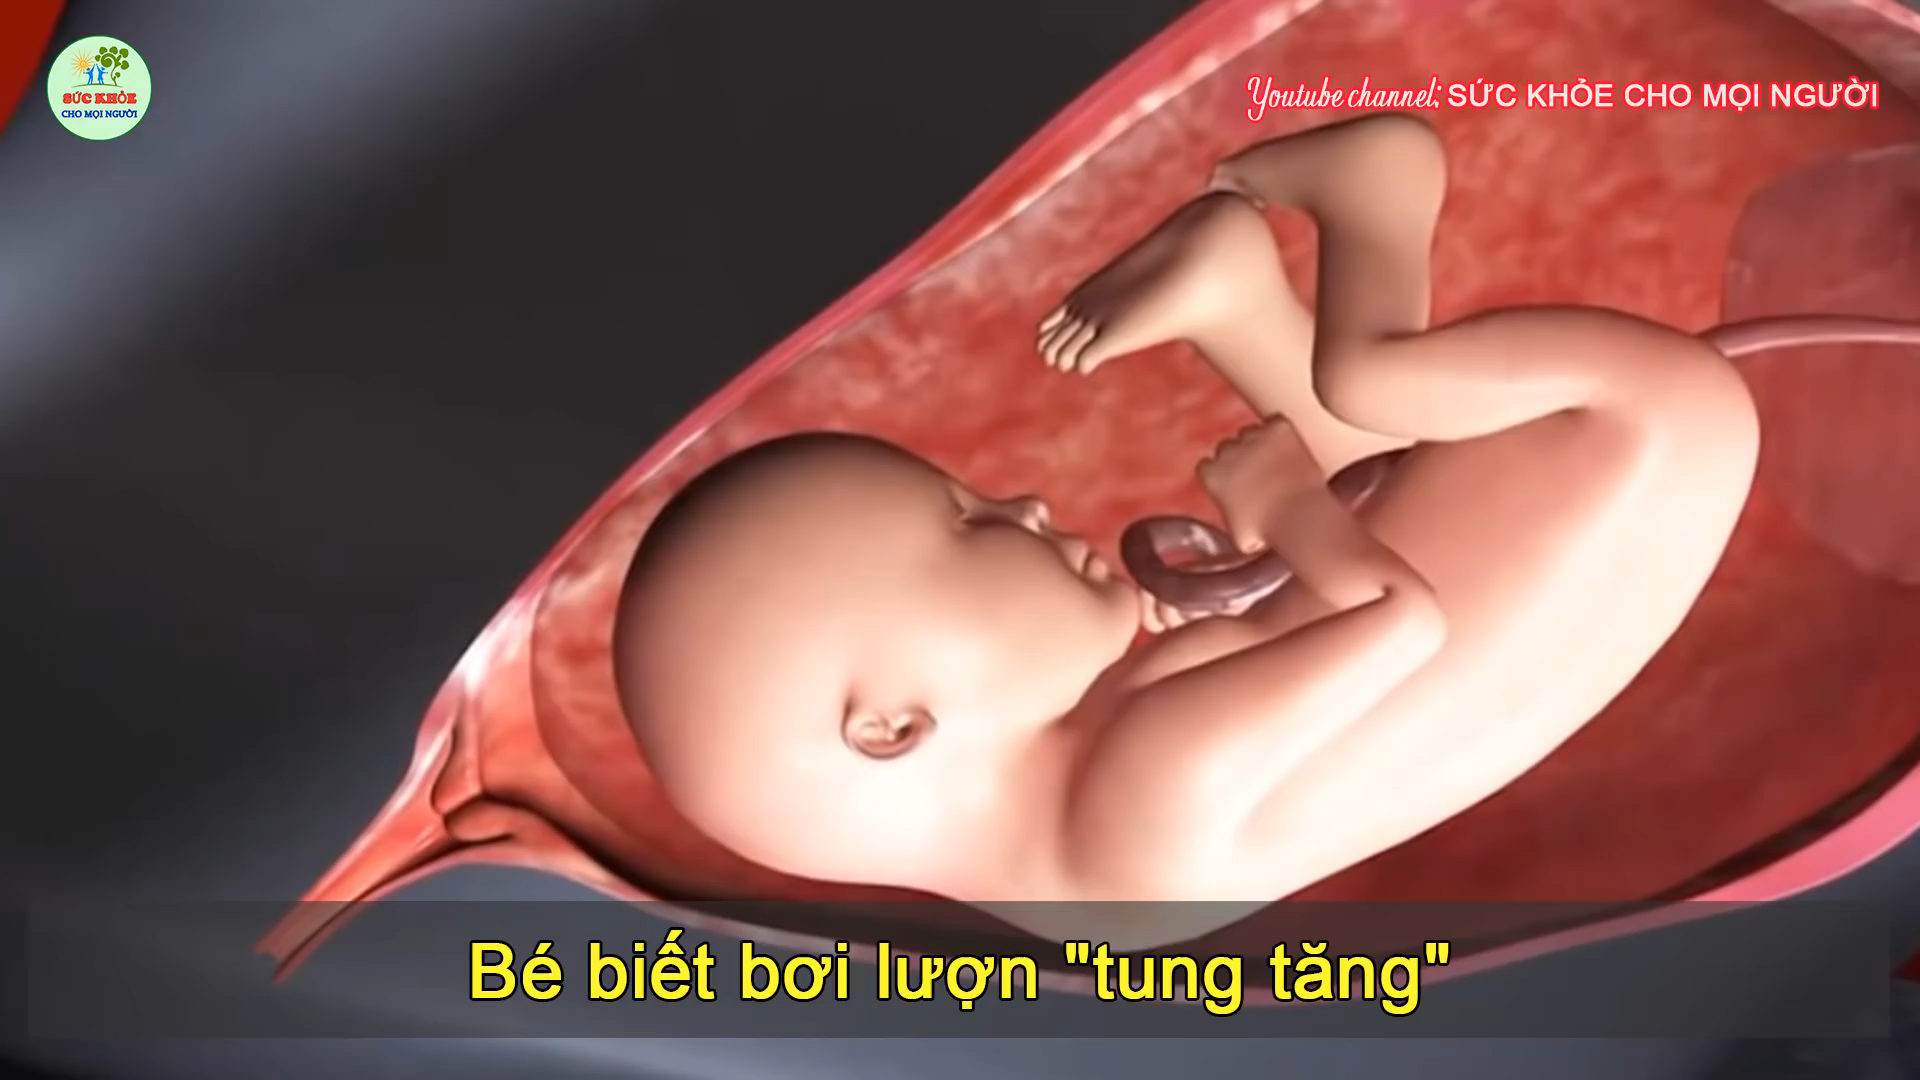 SỨC KHỎE
CHO MỌI NGƯỜI
Youtube channel: SỨC KHỎE CHO MỌI NGƯỜI
Bé biết bơi lượn "tung tăng"